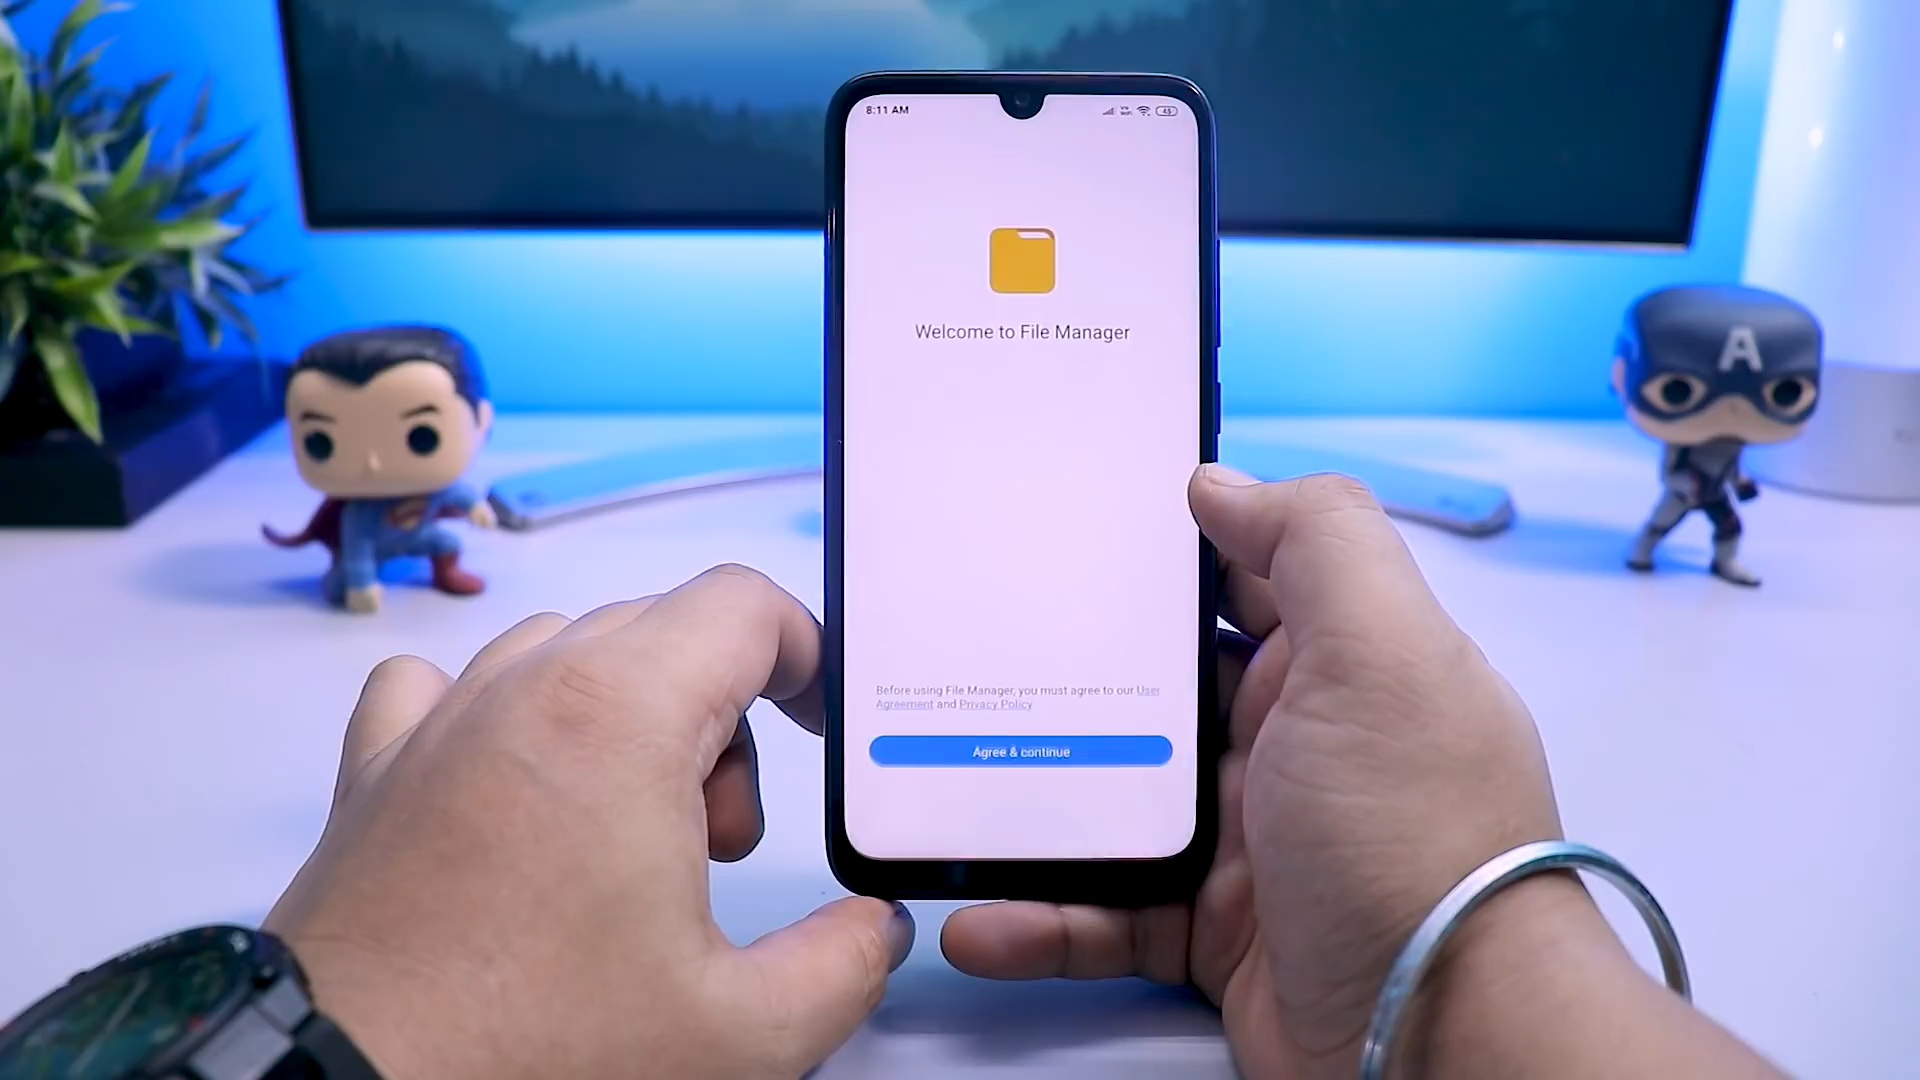 8:11 AM
45
Welcome to File Manager
Before using File Manager, you must agree to our User
Agreement and Privacy Policy
Agree & continue
A